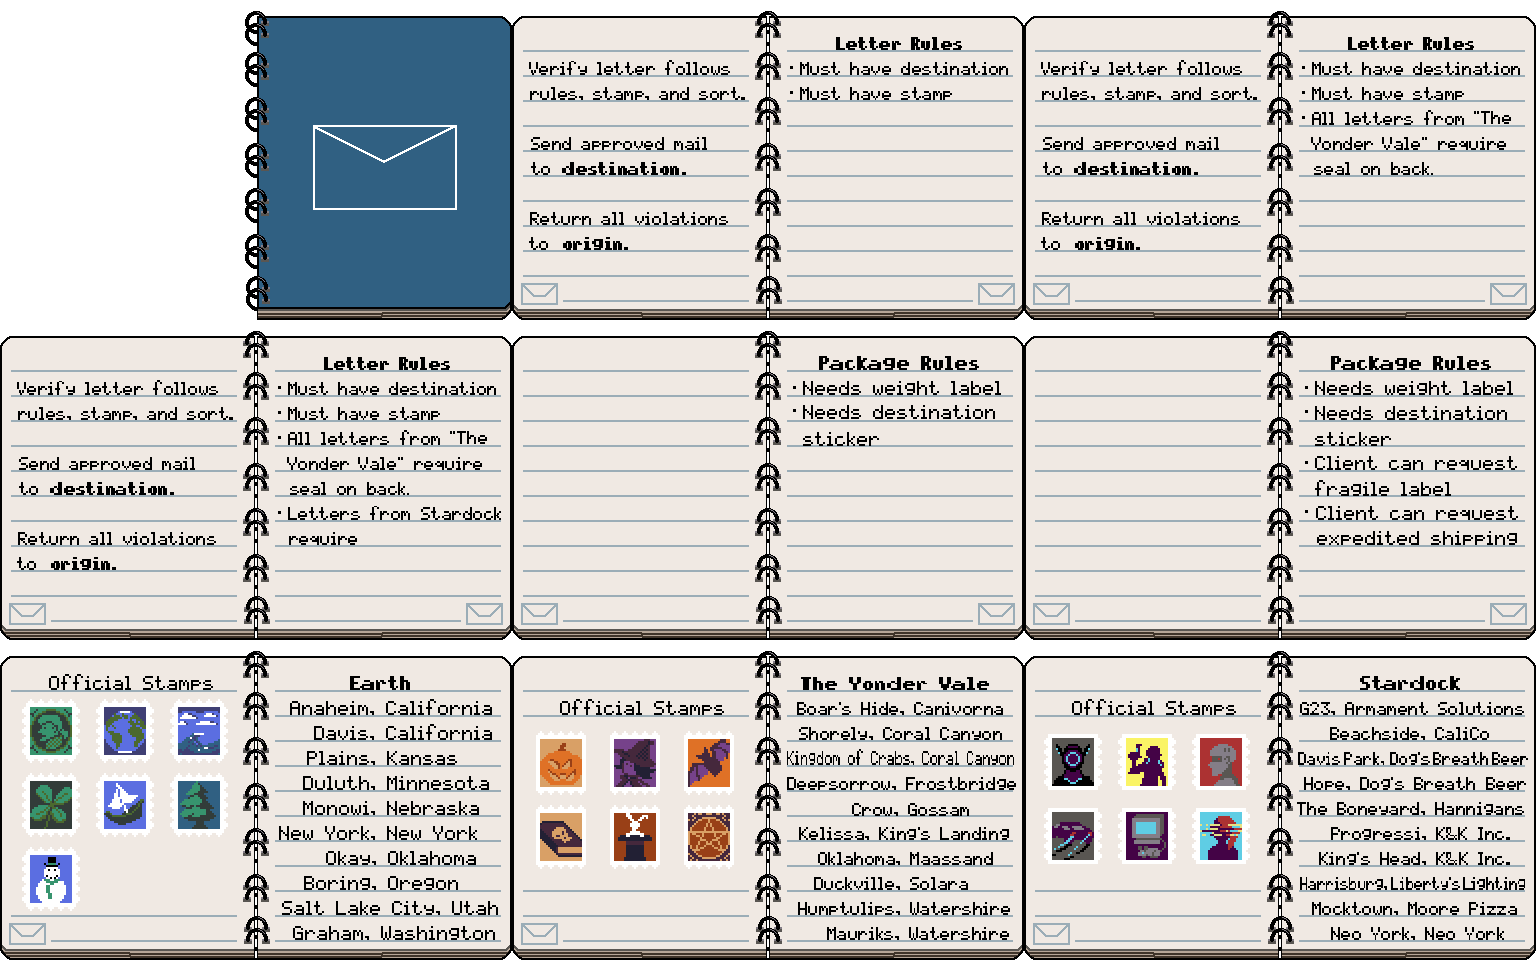 Verify letter follows
rules, stamp, and sort.
Send approved mail
to destination.
Return all violations
to origin.
Letter Rules
·Must have destination
·Must have stamp
Verify letter follows
rules, stamp, and sort.
Send approved mail
to destination.
Return all violations
to origin.
Letter Rules
·Must have destination
·Must have stamp
·All letters from "The
Yonder Vale" require
seal on back.
Verify letter follows
rules, stamp, and sort.
Send approved mail
to destination.
Return all violations
to origin.
Letter Rules
·Must have destination
·Must have stamp
·All letters from "The
Yonder Vale" require
seal on back.
·Letters from Stardock
require
Package Rules
·Needs weight label
·Needs destination
sticker
Package Rules
·Needs weight label
·Needs destination
sticker
·Client can request
fragile label
·Client can request
expedited shipping
Official Stamps
Earth
Anaheim, California
Davis, California
Plains, Kansas
Duluth, Minnesota
Monowi, Nebraska
New York, New York
Okay, Oklahoma
Boring, Oregon
Salt Lake City, Utah
Graham, Washington
Official Stamps
The Yonder Vale
Boar's Hide, Canivorna
Shorely, Coral Canyon
Kingdom of Crabs, Coral Canyon
Deepsorrow, Frostbridge
Crow, Gossam
Kelissa, King's Landing
Oklahoma, Maassand
Duckville, Solara
Humptulips, Watershire
Mauriks, Watershire
Official Stamps
Stardock
G23, Armament Solutions
Beachside, CaliCo
Davis Park, Dog's Breath Beer
Hope, Dog's Breath Beer
The Boneyard, Hannigans
Progressi, K&K Inc.
King's Head, K&K Inc.
Harrisburg, Liberty's Lighting
Mocktown, Moore Pizza
Neo York, Neo York